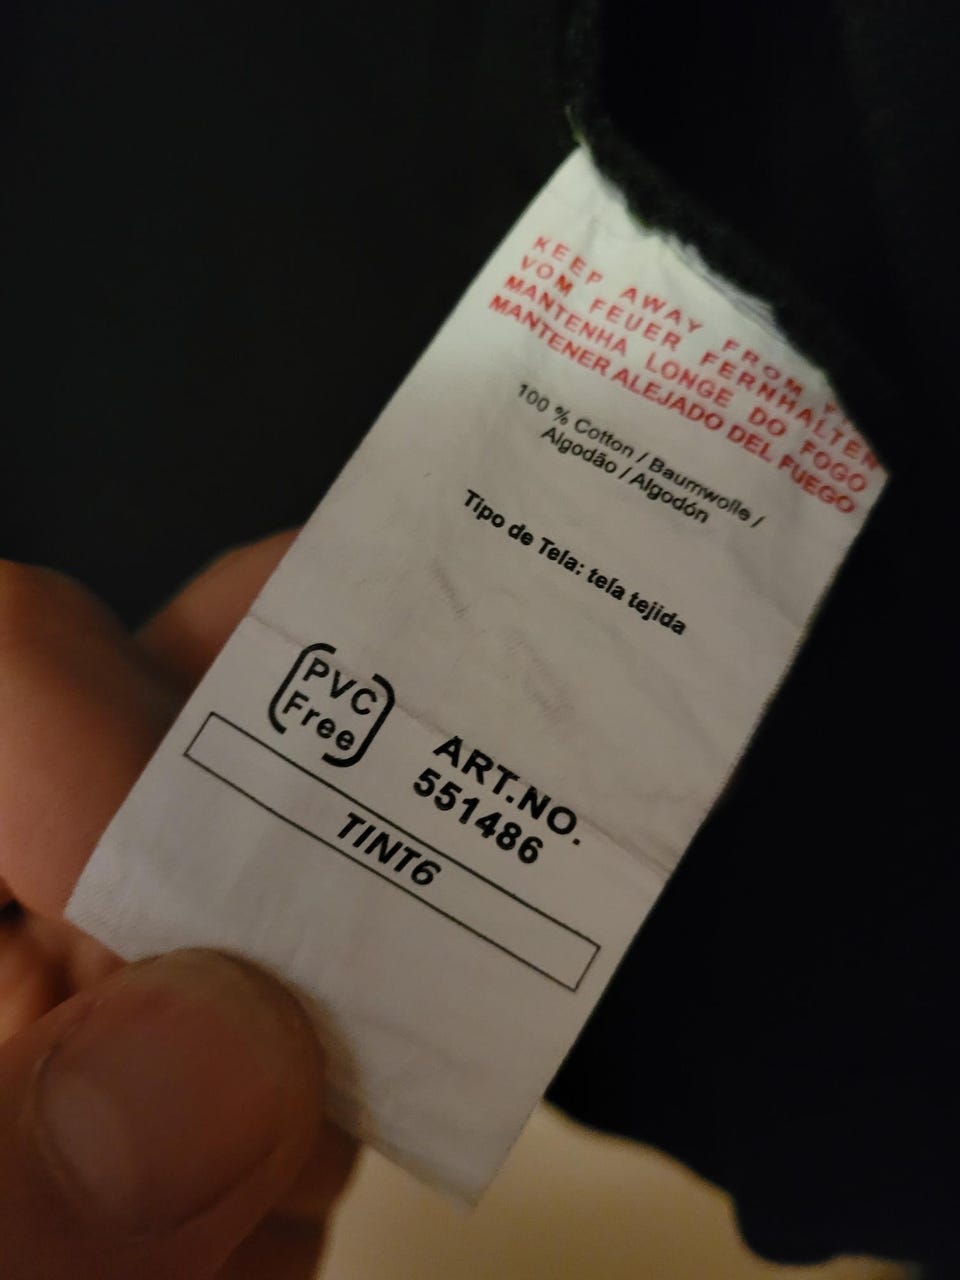 KEEP AWAY FROM
VOM FEUER FERNHALTEN
MANTENHA LONGE DO FOGO
MANTENER ALEJADO DEL FUEGO
100 % Cotton / Baumwolle /
Algodão / Algodón
Tipo de Tela: tela tejida
PVC
Free
ART.NO.
551486
TINT6